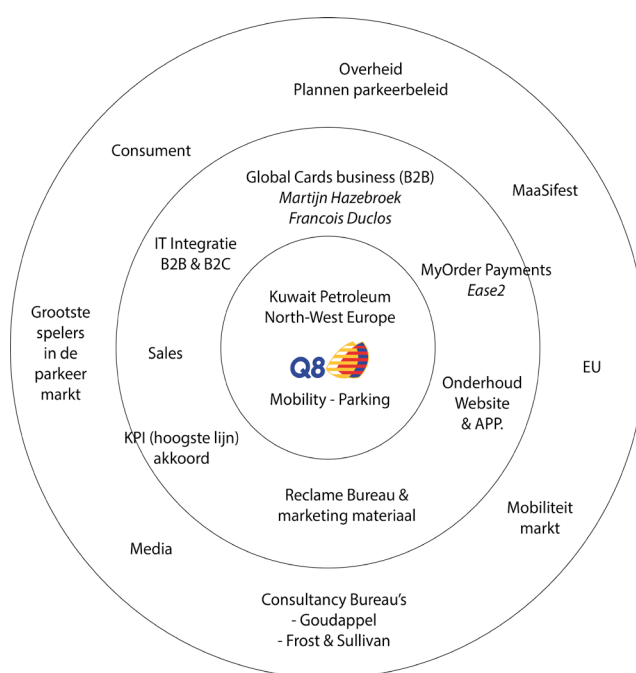 Overheid
Plannen parkeerbeleid
Consument
MaaSifest
Global Cards business (B2B)
Martijn Hazebroek
Francois Duclos
IT Integratie
B2B & B2C
MyOrder Payments
Ease2
Kuwait Petroleum
North-West Europe
Q8
Mobility - Parking
Grootste
spelers
in de
parkeer
markt
Sales
EU
Onderhoud
Website
& APP.
KPI (hoogste lijn)
akkoord
Reclame Bureau &
marketing materiaal
Mobiliteit
markt
Media
Consultancy Bureau's
- Goudappel
- Frost & Sullivan